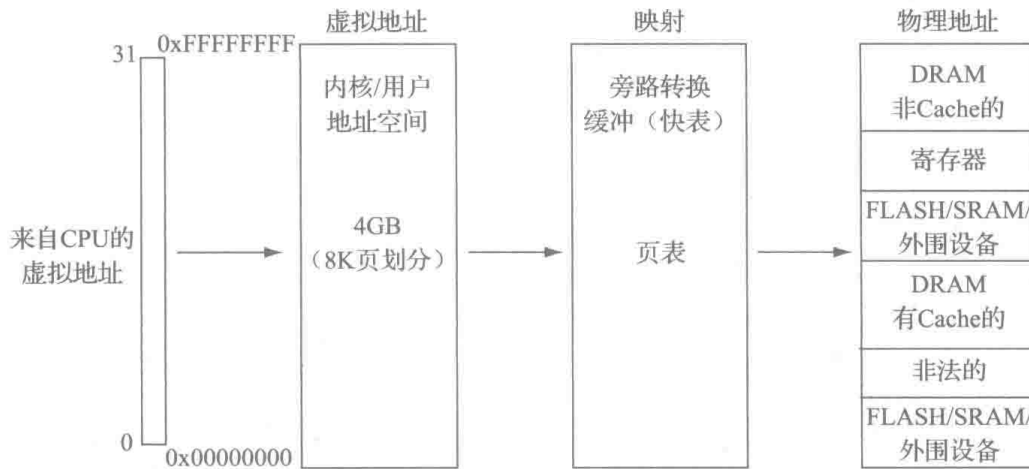 虚拟地址
映射
物理地址
0xFFFFFFFF
31
来自CPU的
虚拟地址
0
0x00000000
内核/用户
地址空间
4GB
(8K页划分)
旁路转换
缓冲(快表)
页表
DRAM
非Cache的
寄存器
FLASH/SRAM/
外围设备
DRAM
有Cache的
非法的
FLASH/SRAM/
外围设备